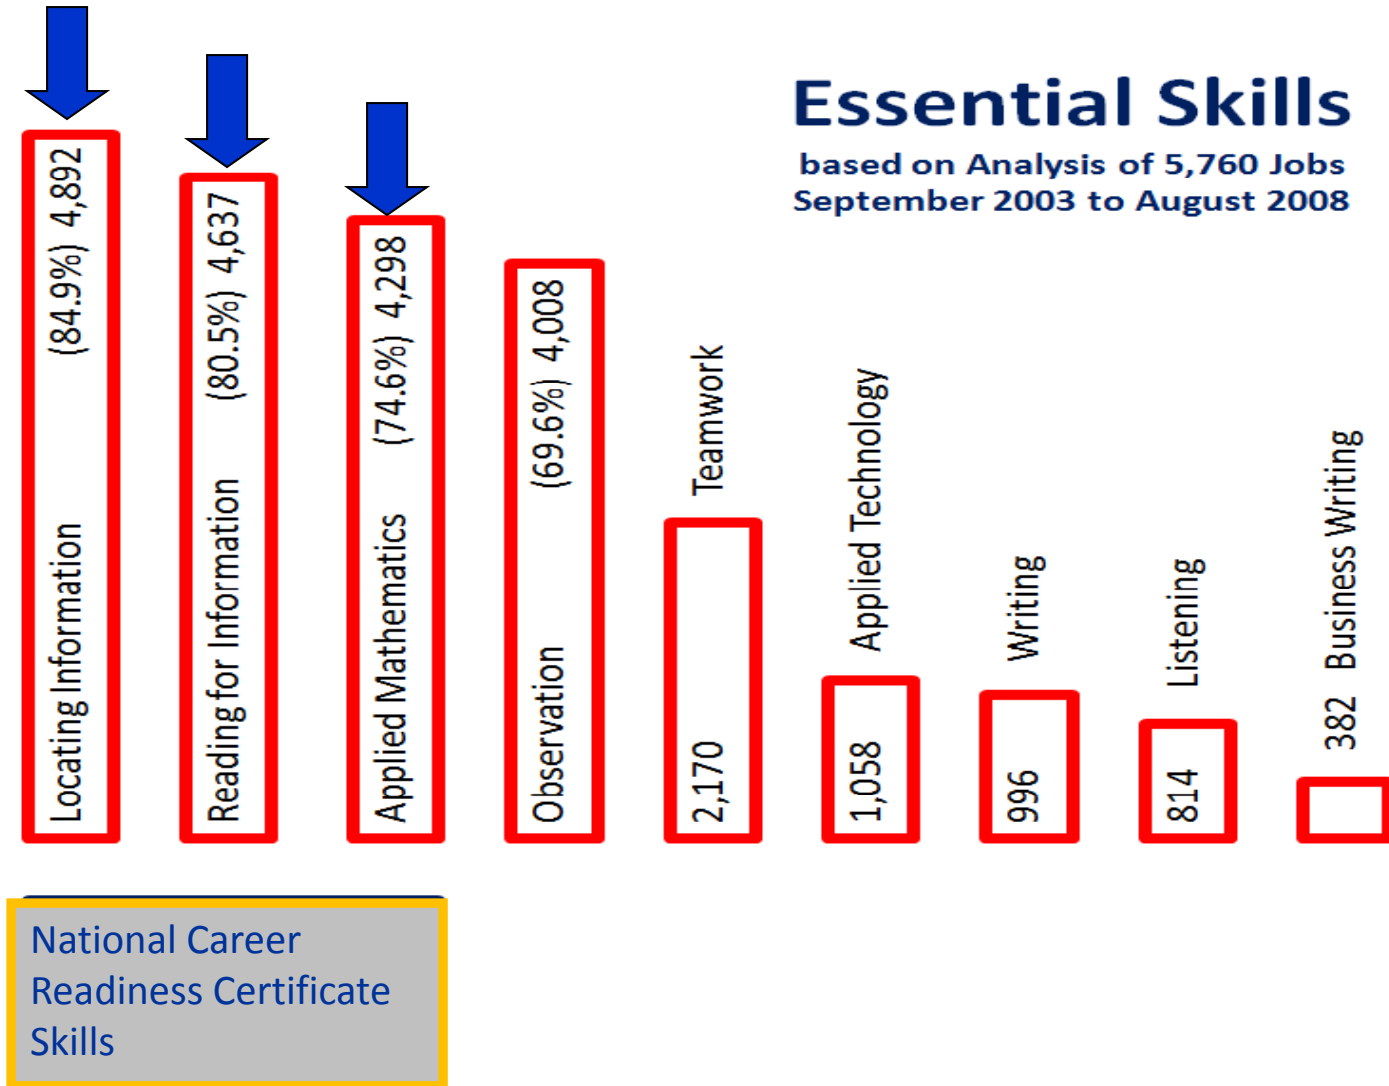 Essential Skills
based on Analysis of 5,760 Jobs
September 2003 to August 2008
Locating Information (84.9%) 4,892
Reading for Information (80.5%) 4,637
Applied Mathematics (74.6%) 4,298
Observation (69.6%) 4,008
2,170 Teamwork
1,058 Applied Technology
996 Writing
814 Listening
382 Business Writing
National Career
Readiness Certificate
Skills